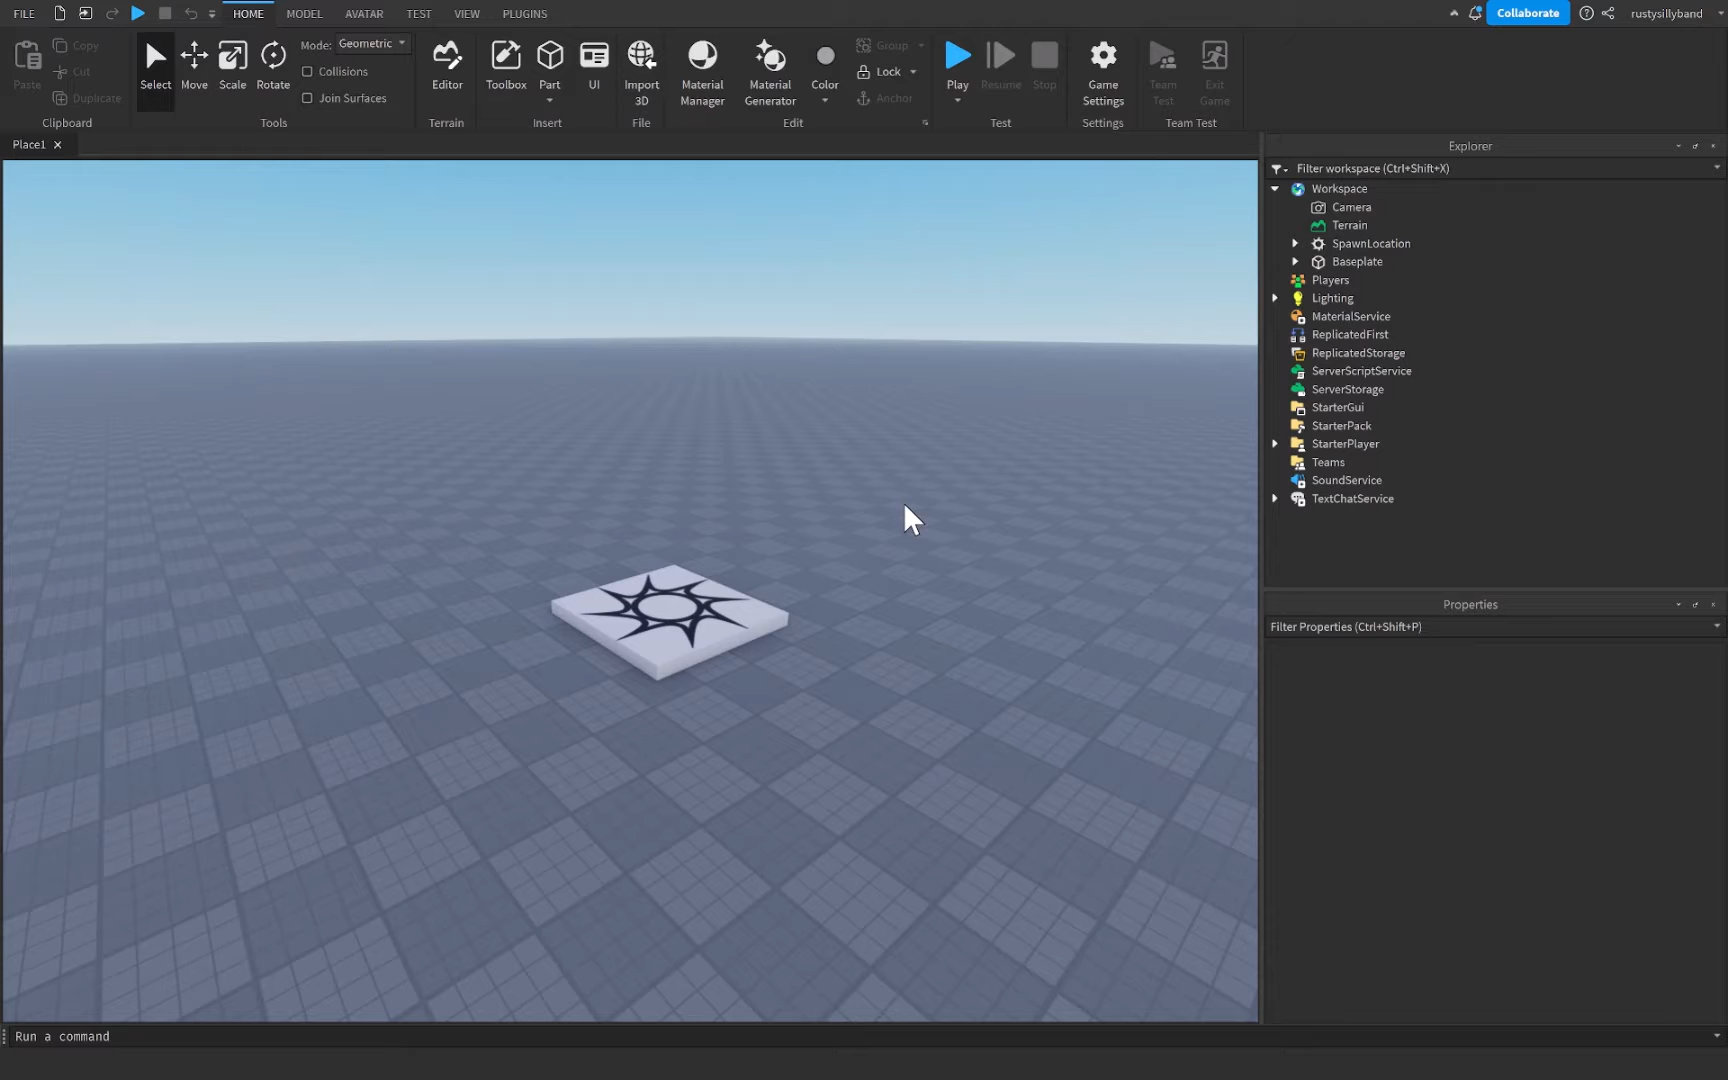 FILE HOME MODEL AVATAR TEST VIEW PLUGINS Collaborate rustysillyband
Paste Copy Cut Duplicate Clipboard
Select Move Scale Rotate Mode: Geometric Collisions Join Surfaces Tools
Editor Terrain
Toolbox Part UI Insert
Import 3D File
Material Manager Material Generator Color Group Lock Anchor Edit
Play Resume Stop Test
Game Settings Settings
Team Test Exit Game Team Test
Place1
Explorer
Filter workspace (Ctrl+Shift+X)
Workspace
Camera
Terrain
SpawnLocation
Baseplate
Players
Lighting
MaterialService
ReplicatedFirst
ReplicatedStorage
ServerScriptService
ServerStorage
StarterGui
StarterPack
StarterPlayer
Teams
SoundService
TextChatService
Properties
Filter Properties (Ctrl+Shift+P)
Run a command